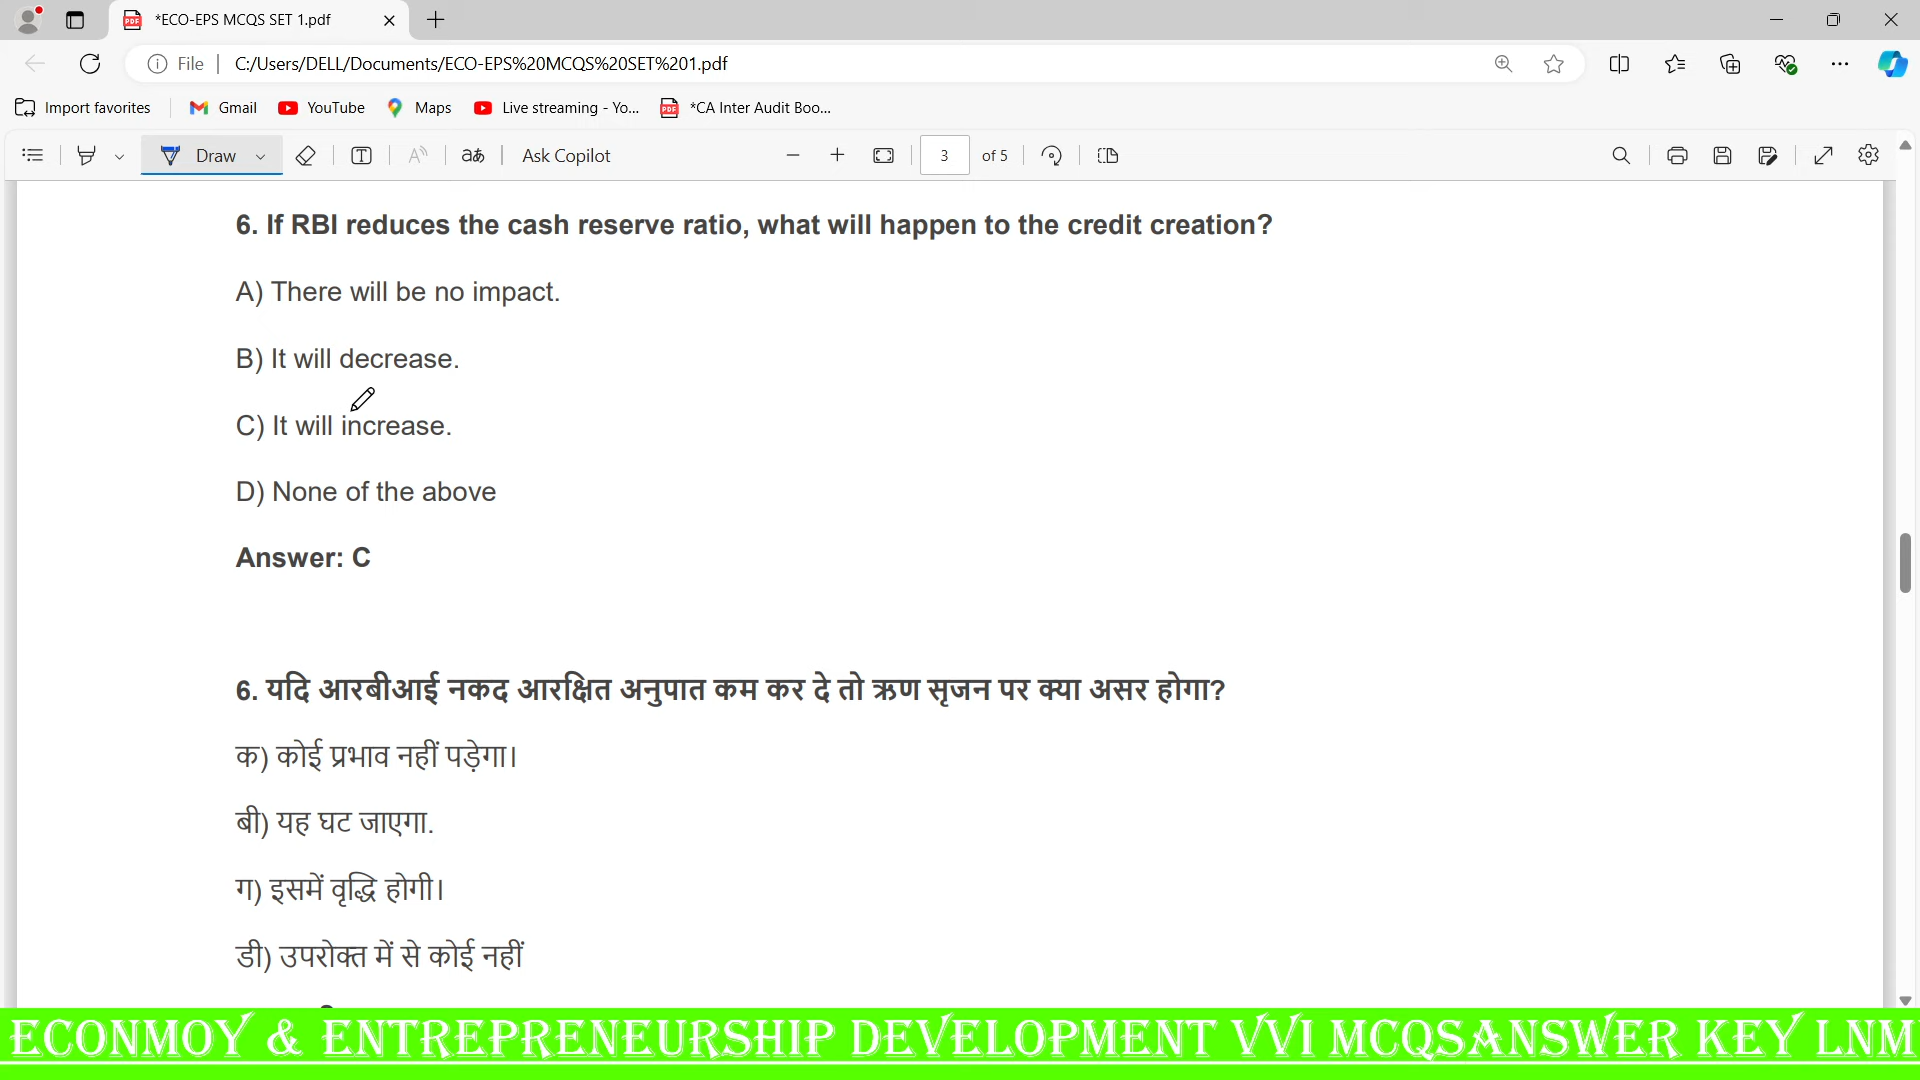 *ECO-EPS MCQS SET 1.pdf
File C:/Users/DELL/Documents/ECO-EPS%20MCQS%20SET%201.pdf
Import favorites Gmail YouTube Maps Live streaming - Yo... *CA Inter Audit Boo...
Draw aあ Ask Copilot 3 of 5
6. If RBI reduces the cash reserve ratio, what will happen to the credit creation?
A) There will be no impact.
B) It will decrease.
C) It will increase.
D) None of the above
Answer: C
6. यदि आरबीआई नकद आरक्षित अनुपात कम कर दे तो ऋण सृजन पर क्या असर होगा?
क) कोई प्रभाव नहीं पड़ेगा।
बी) यह घट जाएगा.
ग) इसमें वृद्धि होगी।
डी) उपरोक्त में से कोई नहीं
ECONMOY & ENTREPRENEURSHIP DEVELOPMENT VVI MCQSANSWER KEY LNM